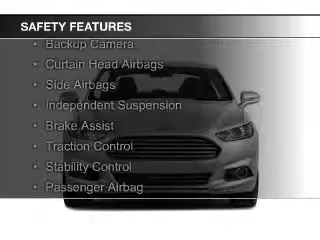 SAFETY FEATURES
• Backup Camera
• Curtain Head Airbags
• Side Airbags
• Independent Suspension
• Brake Assist
• Traction Control
• Stability Control
• Passenger Airbag